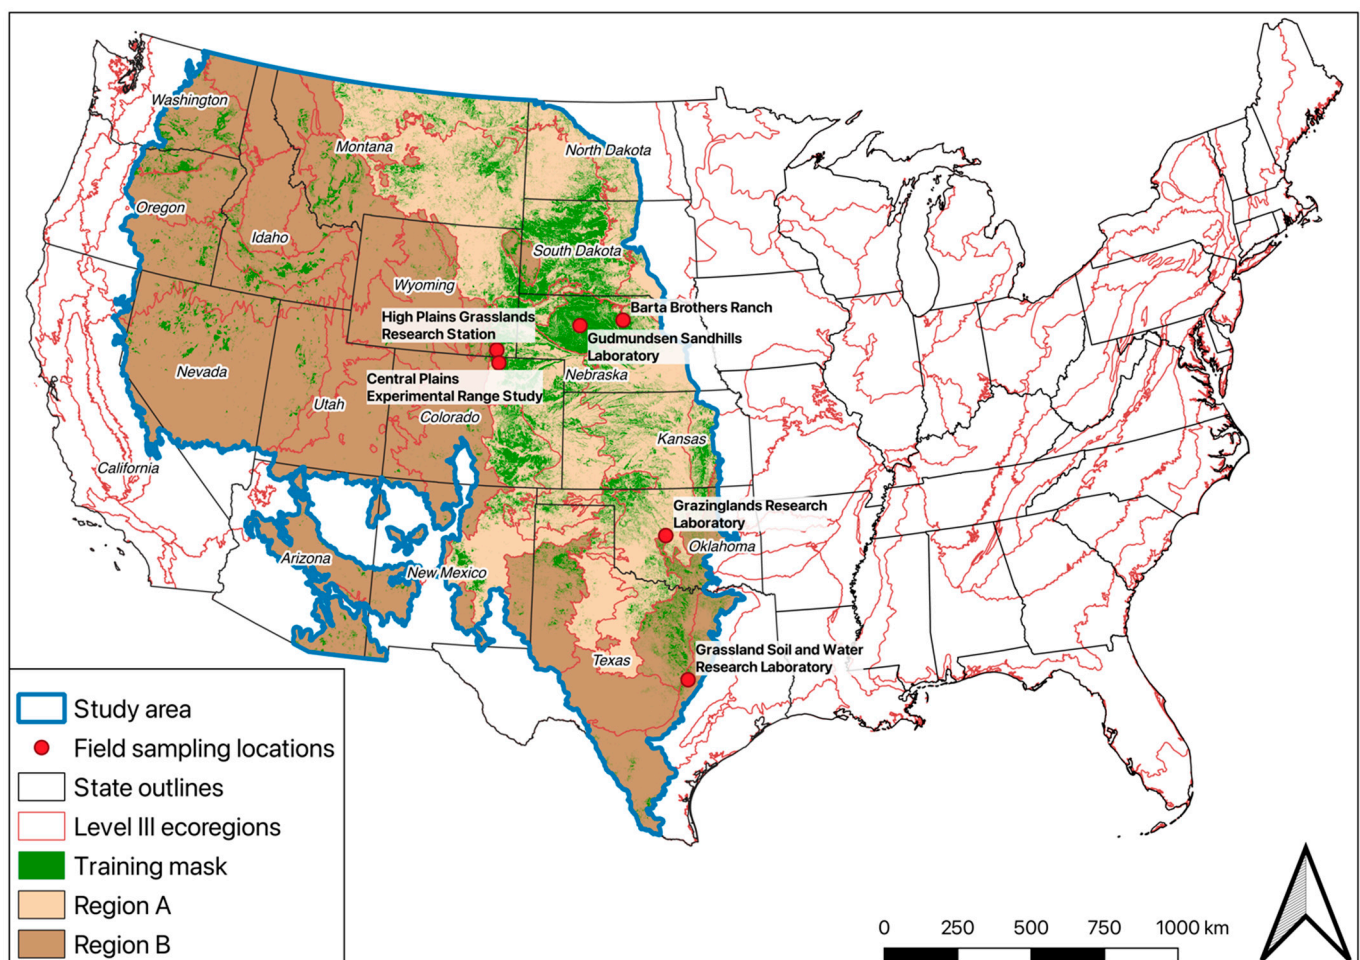 Washington
Montana
North Dakota
Oregon
Idaho
South Dakota
Wyoming
High Plains Grasslands
Research Station
Barta Brothers Ranch
Gudmundsen Sandhills
Laboratory
Nevada
Central Plains
Experimental Range Study
Nebraska
Utah
Colorado
Kansas
California
Grazinglands Research
Laboratory
Oklahoma
Arizona
New Mexico
Grassland Soil and Water
Research Laboratory
Texas
Study area
Field sampling locations
State outlines
Level III ecoregions
Training mask
Region A
Region B
0 250 500 750 1000 km